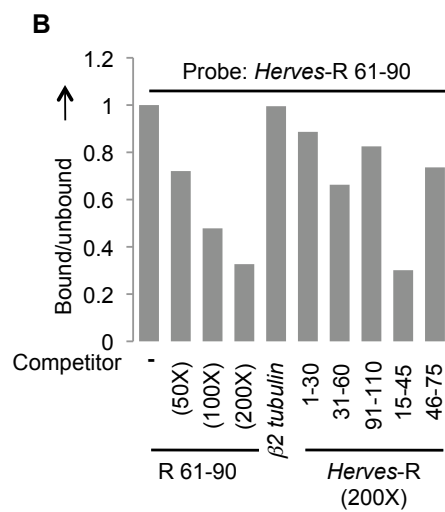 B
Probe: Herves-R 61-90
1.2
1
0.8
0.6
0.4
0.2
0
Bound/unbound
Competitor
-
(50X)
(100X)
(200X)
β2 tubulin
1-30
31-60
91-110
15-45
46-75
R 61-90
Herves-R
(200X)